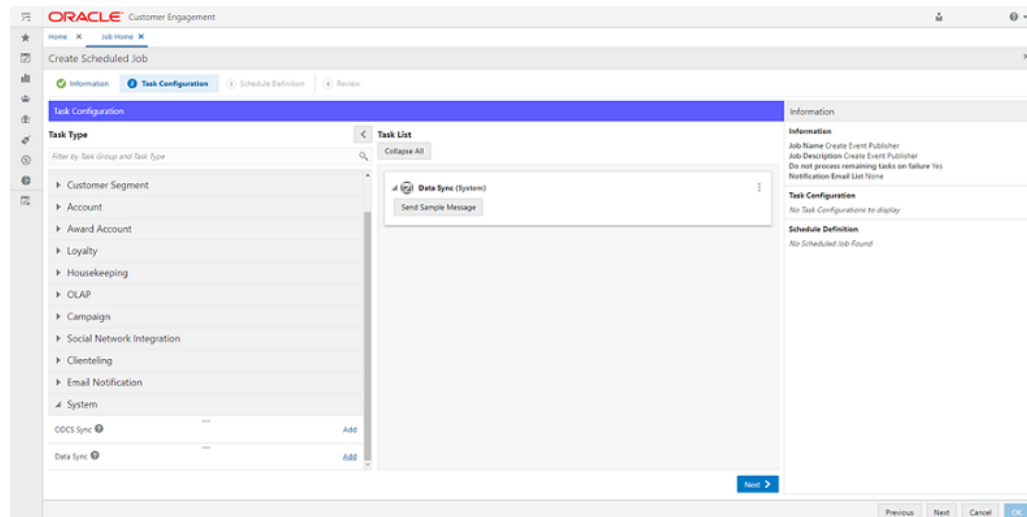 ORACLE Customer Engagement
Home X Job Home X
Create Scheduled Job
Information 2 Task Configuration 3 Schedule Definition 4 Review
Task Configuration
Task Type
Filter by Task Group and Task Type
Customer Segment
Account
Award Account
Loyalty
Housekeeping
OLAP
Campaign
Social Network Integration
Clienteling
Email Notification
System
ODCS Sync ? Add
Data Sync ? Add
Task List
Collapse All
Data Sync (System)
Send Sample Message
Next
Information
Information
Job Name Create Event Publisher
Job Description Create Event Publisher
Do not process remaining tasks on failure Yes
Notification Email List None
Task Configuration
No Task Configurations to display
Schedule Definition
No Scheduled Job Found
Previous Next Cancel OK